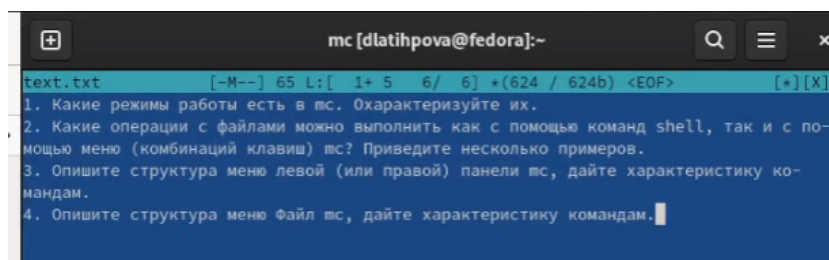 mc [dlatihpova@fedora]:~
text.txt [-M--] 65 L:[ 1+ 5 6/ 6] *(624 / 624b) <EOF> [*][X]
1. Какие режимы работы есть в mc. Охарактеризуйте их.
2. Какие операции с файлами можно выполнить как с помощью команд shell, так и с по-
мощью меню (комбинаций клавиш) mc? Приведите несколько примеров.
3. Опишите структура меню левой (или правой) панели mc, дайте характеристику ко-
мандам.
4. Опишите структура меню Файл mc, дайте характеристику командам.